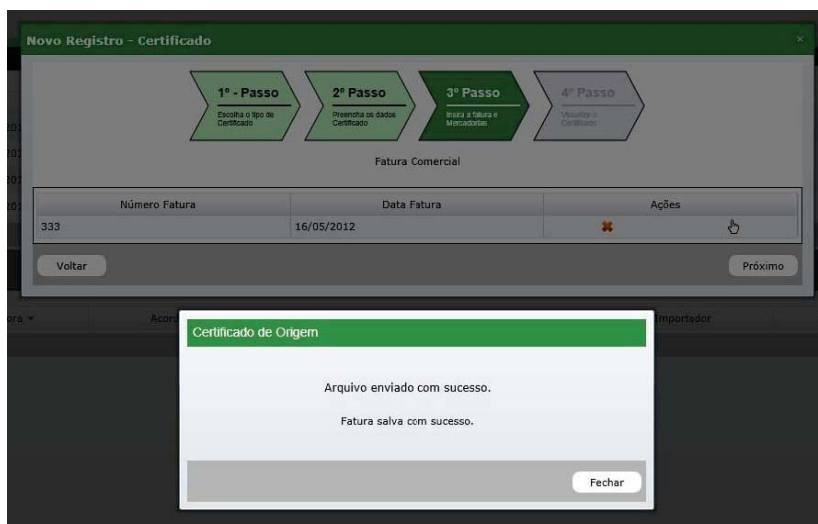 Novo Registro - Certificado
1º - Passo
Escolha o tipo de
Certificado
2º Passo
Preencha os dados
Certificado
3º Passo
Insira a fatura e
Mercadorias
4º Passo
Visualize o
Certificado
Fatura Comercial
Número Fatura Data Fatura Ações
333 16/05/2012
Voltar Próximo
Importador
Certificado de Origem
Arquivo enviado com sucesso.
Fatura salva com sucesso.
Fechar